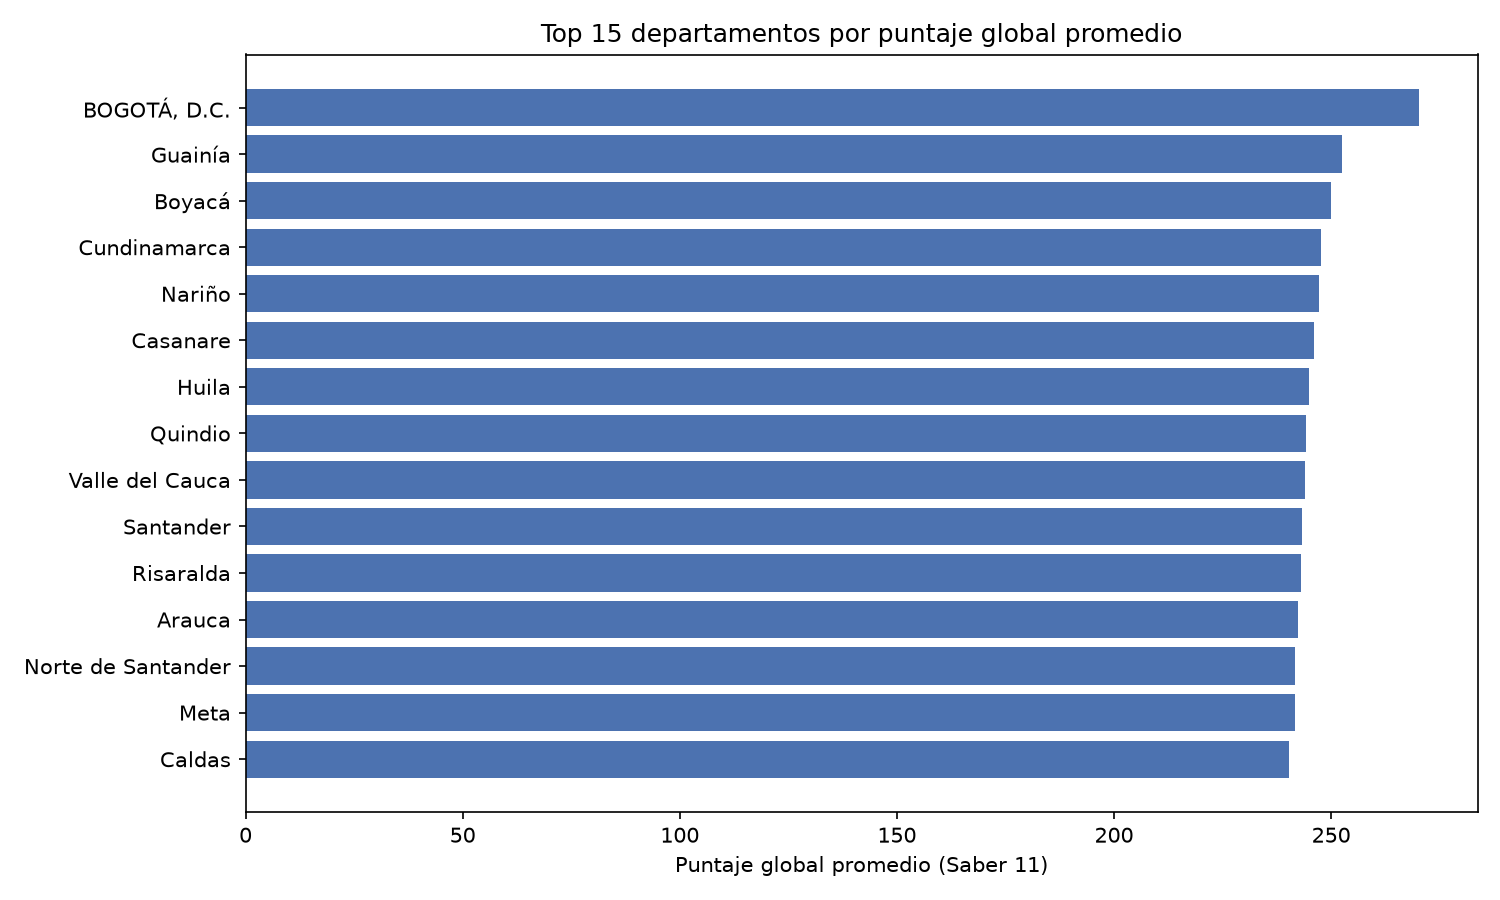 Top 15 departamentos por puntaje global promedio
BOGOTÁ, D.C.
Guainía
Boyacá
Cundinamarca
Nariño
Casanare
Huila
Quindio
Valle del Cauca
Santander
Risaralda
Arauca
Norte de Santander
Meta
Caldas
0 50 100 150 200 250
Puntaje global promedio (Saber 11)